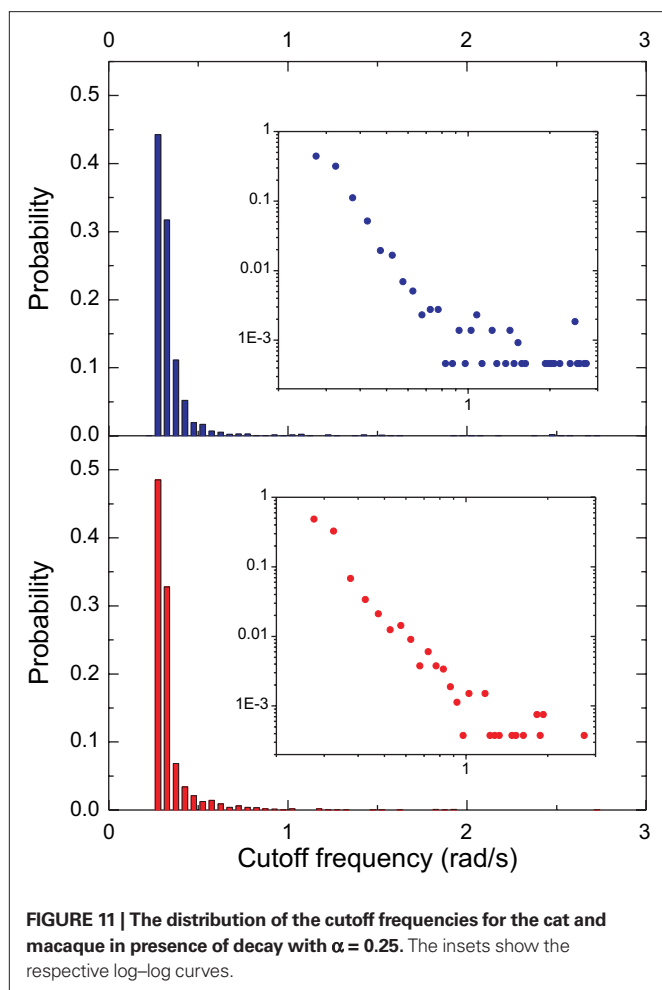 0 1 2 3
0.5
0.4
0.3
0.2
0.1
0.0
Probability
1
0.1
0.01
1E-3
1
0.5
0.4
0.3
0.2
0.1
0.0
Probability
1
0.1
0.01
1E-3
1
0 1 2 3
Cutoff frequency (rad/s)
FIGURE 11 | The distribution of the cutoff frequencies for the cat and
macaque in presence of decay with α = 0.25. The insets show the
respective log–log curves.